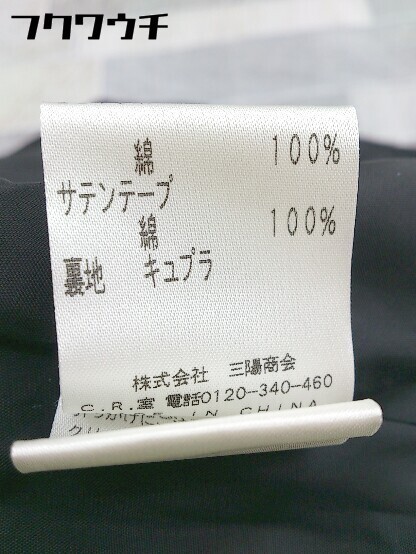 フクワウチ
綿 100%
サテンテープ
綿 100%
裏地 キュプラ
株式会社 三陽商会
C.R.室 電話0120-340-460
IN CHINA